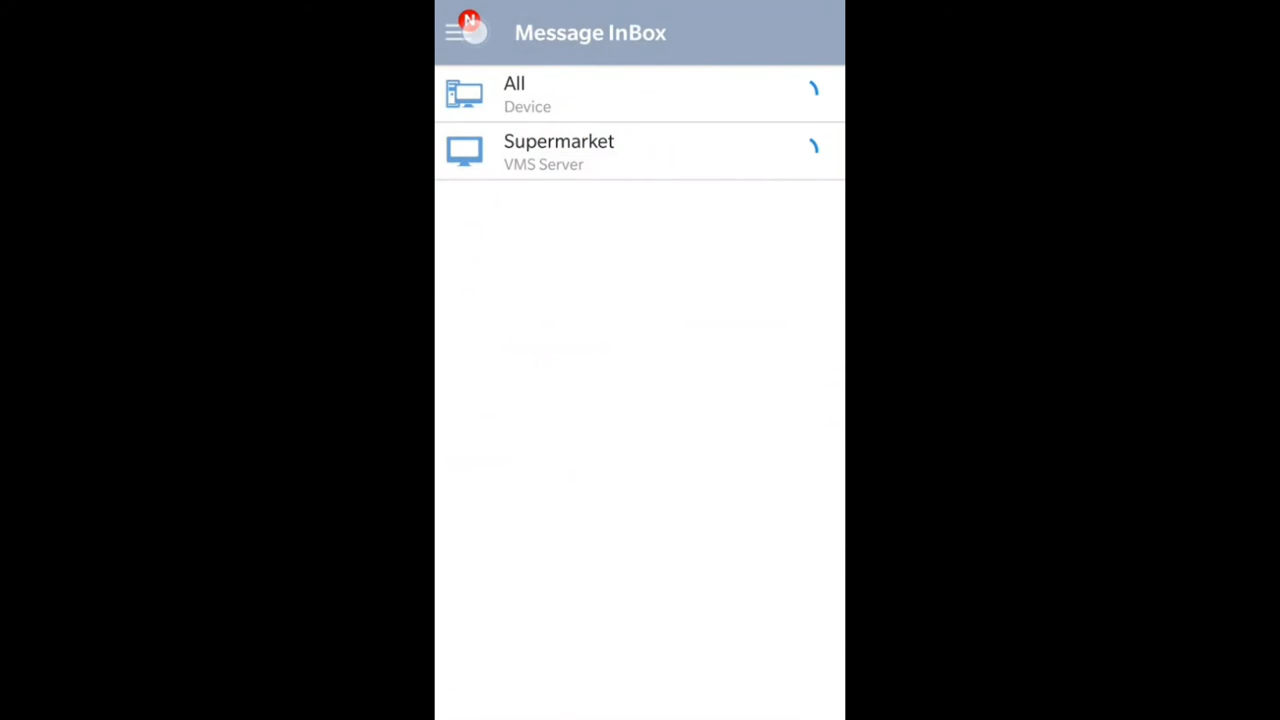 N
Message InBox
All
Device
Supermarket
VMS Server